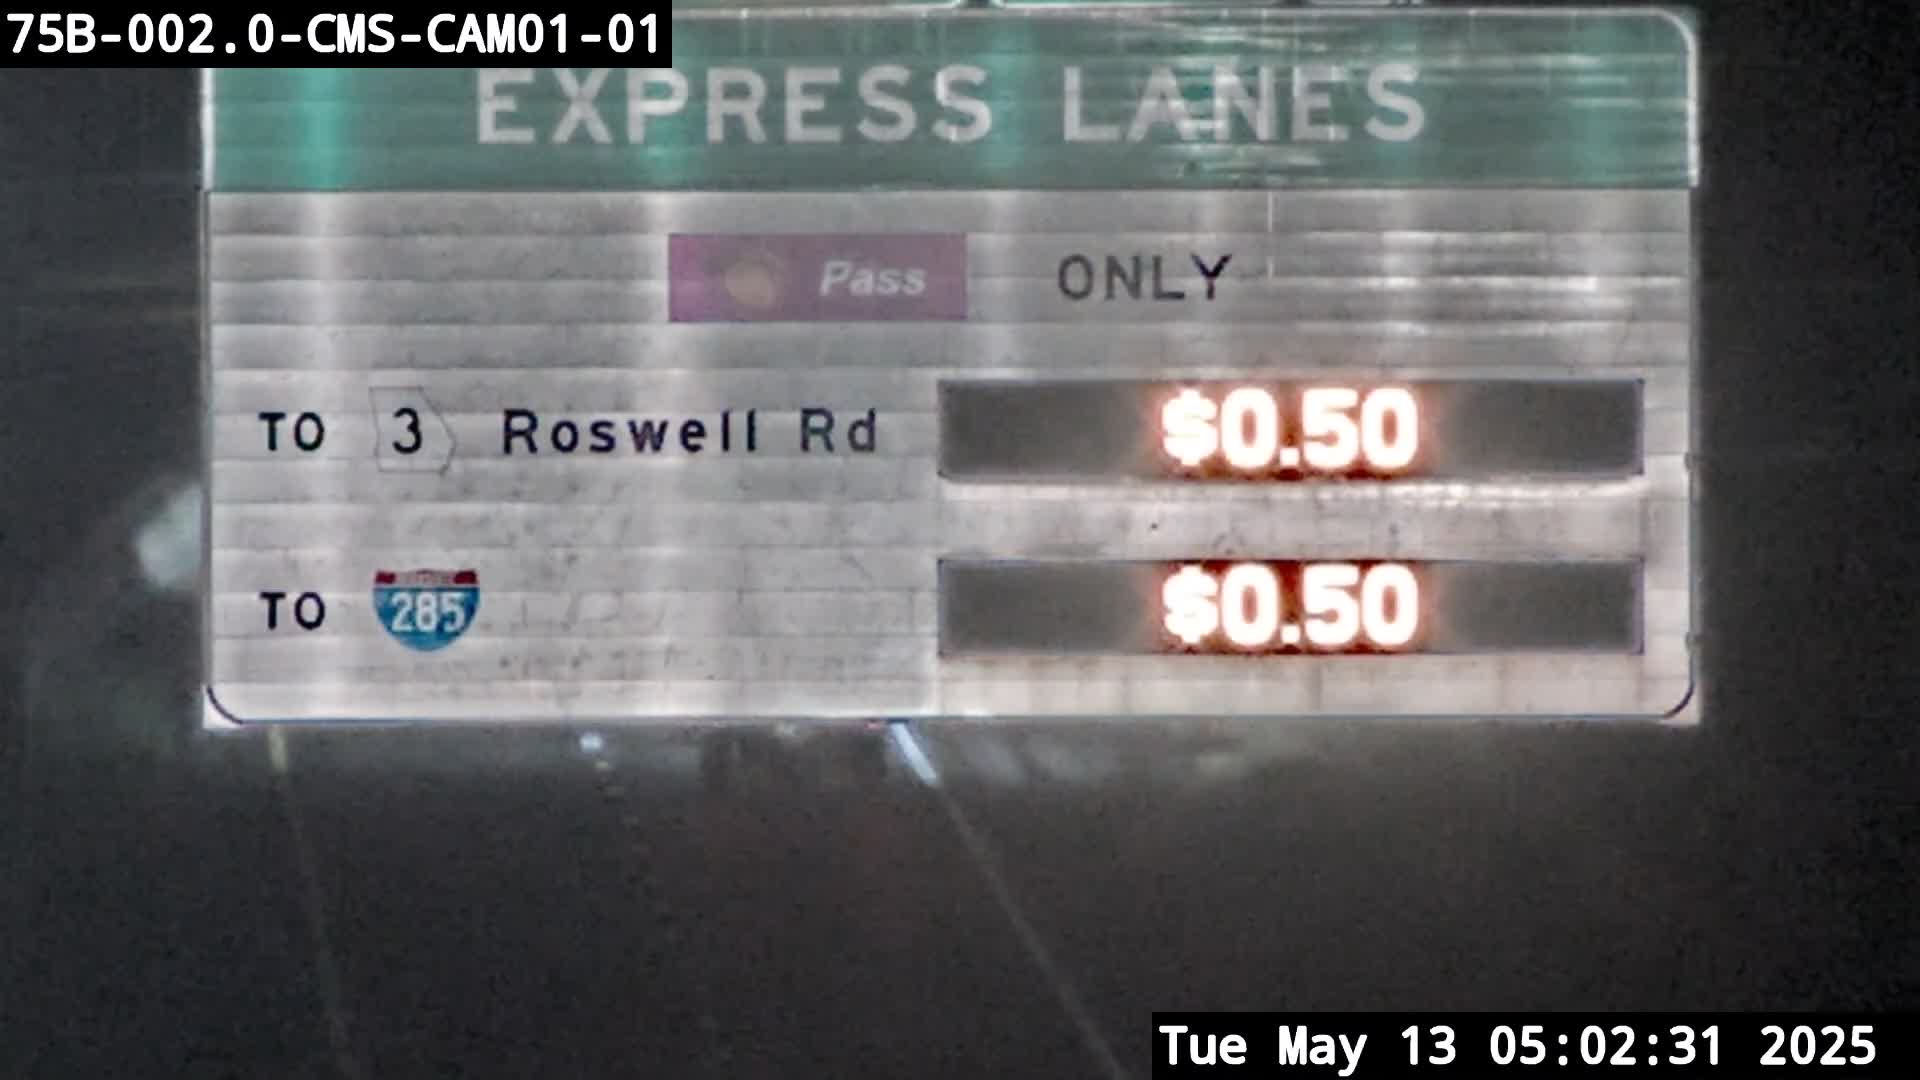 75B-002.0-CMS-CAM01-01
EXPRESS LANES
Pass ONLY
TO 3 Roswell Rd $0.50
TO 285 $0.50
Tue May 13 05:02:31 2025